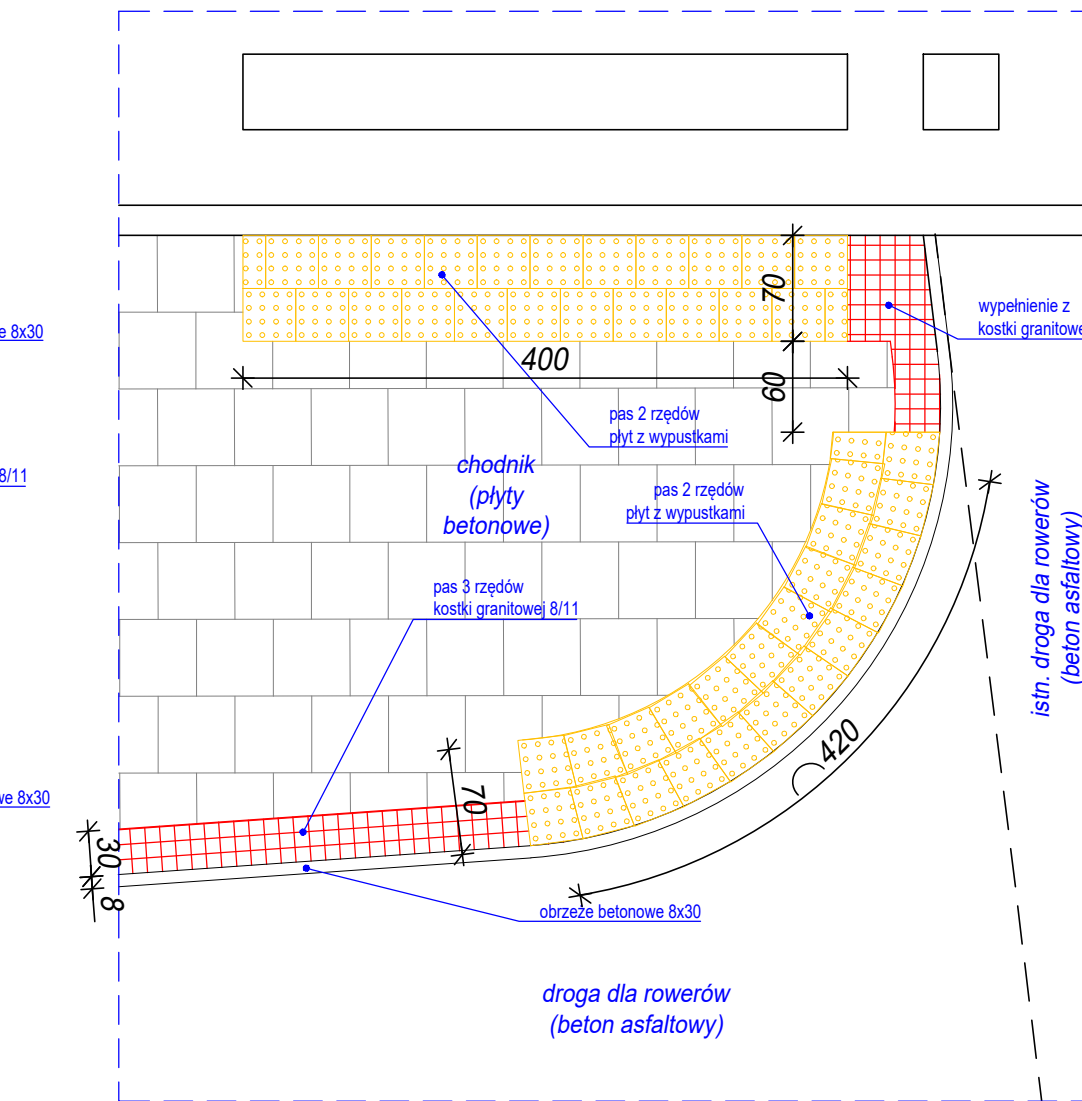 70
wypełnienie z
kostki granitowe
e 8x30
400
60
pas 2 rzędów
płyt z wypustkami
chodnik
(płyty
betonowe)
8/11
pas 2 rzędów
płyt z wypustkami
istn. droga dla rowerów
(beton asfaltowy)
pas 3 rzędów
kostki granitowej 8/11
420
we 8x30
70
30
8
obrzeże betonowe 8x30
droga dla rowerów
(beton asfaltowy)